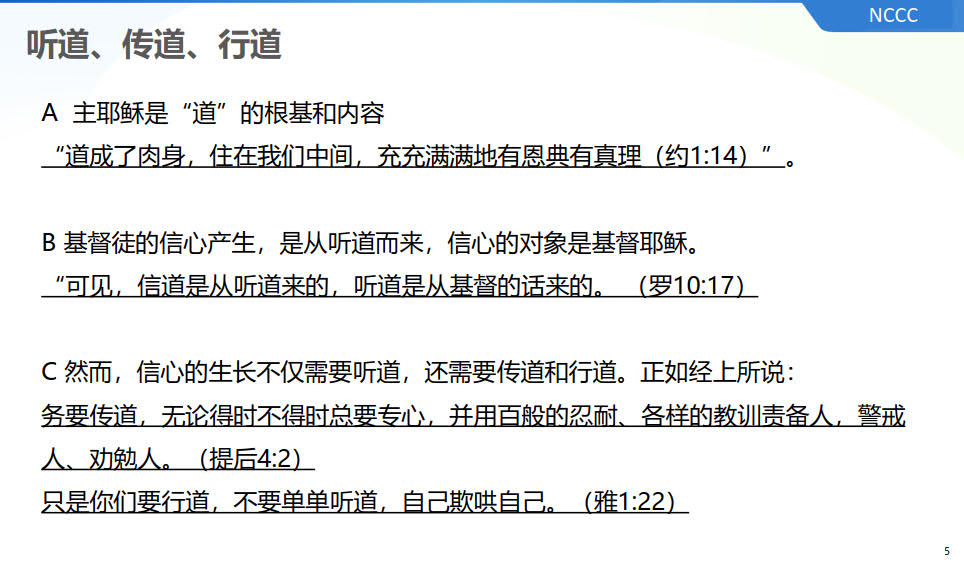 NCCC
听道、传道、行道
A 主耶稣是“道”的根基和内容
“道成了肉身，住在我们中间，充充满满地有恩典有真理（约1:14）”。
B 基督徒的信心产生，是从听道而来，信心的对象是基督耶稣。
“可见，信道是从听道来的，听道是从基督的话来的。（罗10:17）
C 然而，信心的生长不仅需要听道，还需要传道和行道。正如经上所说：
务要传道，无论得时不得时总要专心，并用百般的忍耐、各样的教训责备人，警戒
人、劝勉人。（提后4:2）
只是你们要行道，不要单单听道，自己欺哄自己。（雅1:22）
5